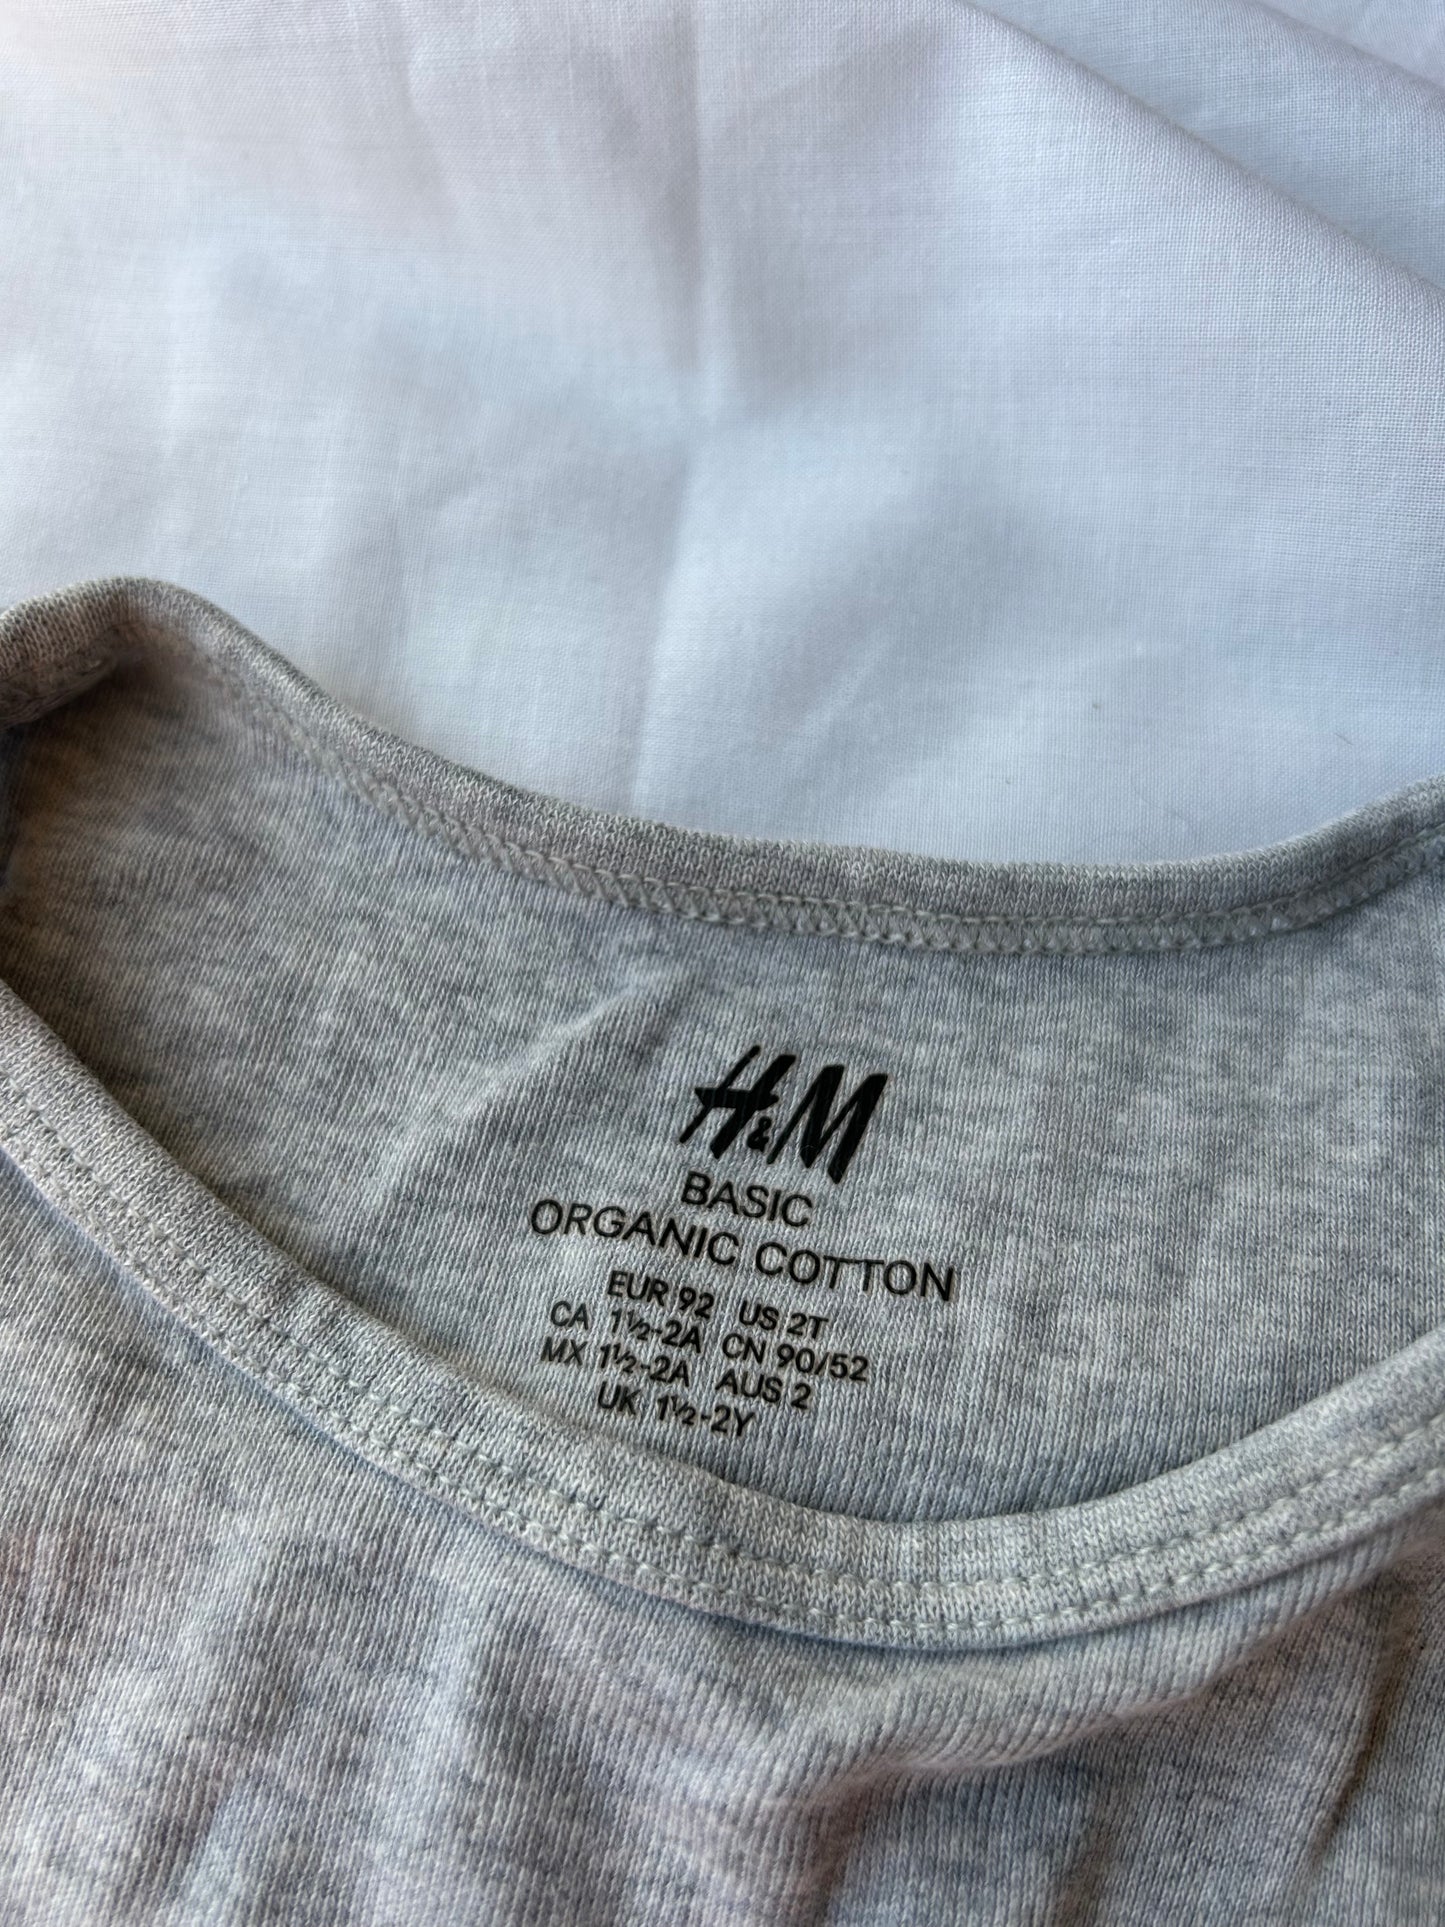 H&M
BASIC
ORGANIC COTTON
EUR 92 US 2T
CA 1½-2A CN 90/52
MX 1½-2A AUS 2
UK 1½-2Y